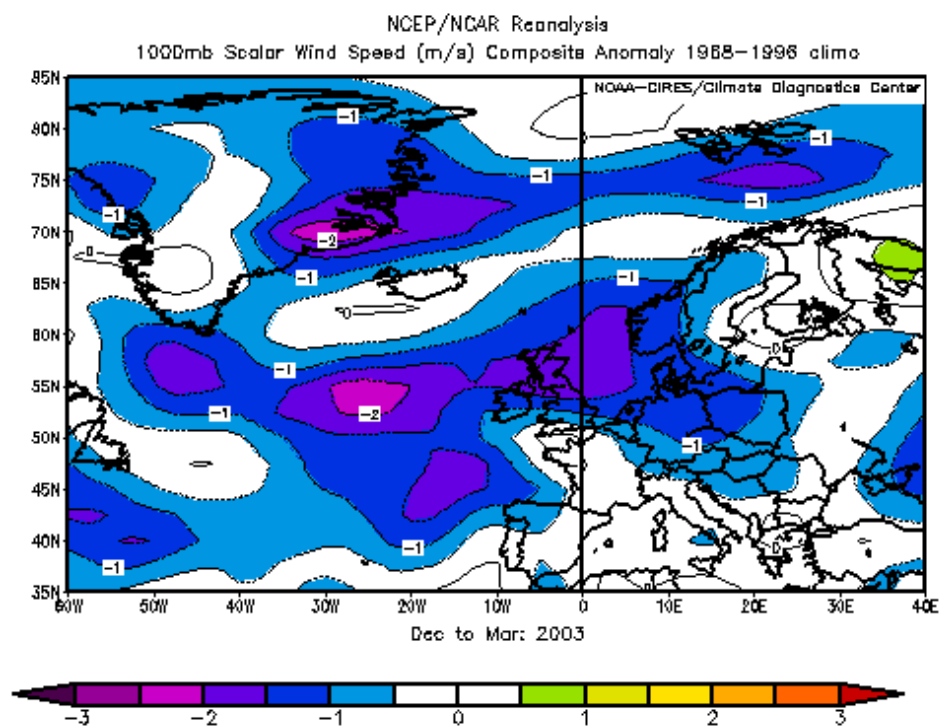 NCEP/NCAR Reanalysis
1000mb Scalar Wind Speed (m/s) Composite Anomaly 1968-1996 climo
85N
NOAA-CIRES/Climate Diagnostics Center
80N
-1
-1
75N
-1
-1
-1
70N
-2
0
65N
-1
-1
0
60N
0
-1
55N
-1
-2
50N
-1
45N
40N
-1
0
-1
35N
60W 50W 40W 30W 20W 10W 0 10E 20E 30E 40E
Dec to Mar: 2003
-3 -2 -1 0 1 2 3